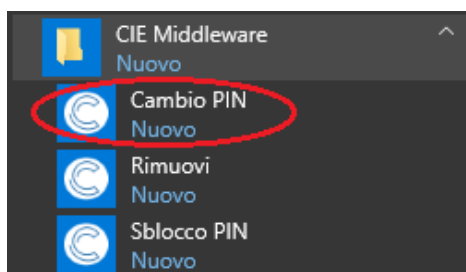 CIE Middleware
Nuovo
Cambio PIN
Nuovo
Rimuovi
Nuovo
Sblocco PIN
Nuovo